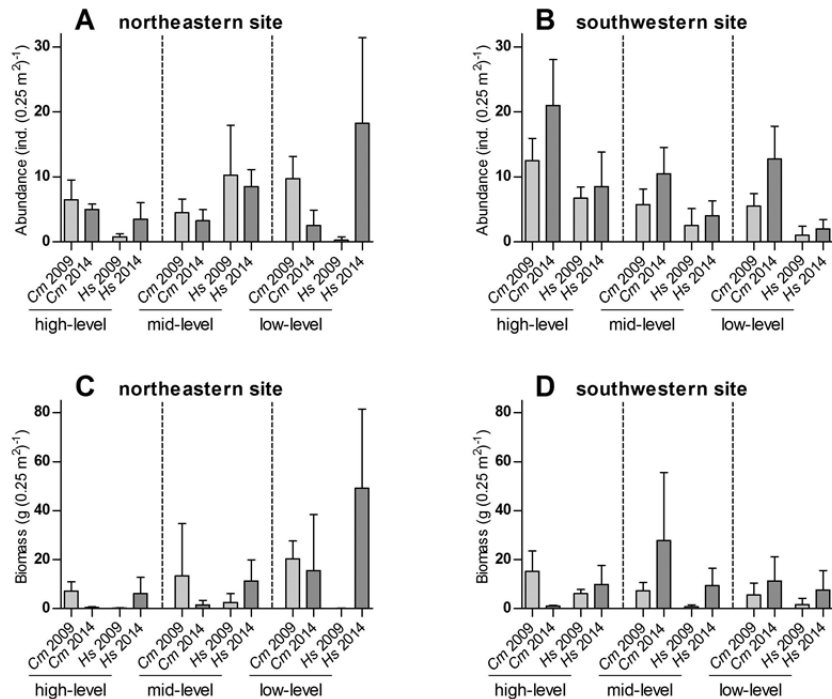 A northeastern site
Abundance (ind. (0.25 m²)⁻¹)
30
20
10
0
Cm 2009
Cm 2014
Hs 2009
Hs 2014
Cm 2009
Cm 2014
Hs 2009
Hs 2014
Cm 2009
Cm 2014
Hs 2009
Hs 2014
high-level
mid-level
low-level
B southwestern site
Abundance (ind. (0.25 m²)⁻¹)
30
20
10
0
Cm 2009
Cm 2014
Hs 2009
Hs 2014
Cm 2009
Cm 2014
Hs 2009
Hs 2014
Cm 2009
Cm 2014
Hs 2009
Hs 2014
high-level
mid-level
low-level
C northeastern site
Biomass (g (0.25 m²)⁻¹)
80
60
40
20
0
Cm 2009
Cm 2014
Hs 2009
Hs 2014
Cm 2009
Cm 2014
Hs 2009
Hs 2014
Cm 2009
Cm 2014
Hs 2009
Hs 2014
high-level
mid-level
low-level
D southwestern site
Biomass (g (0.25 m²)⁻¹)
80
60
40
20
0
Cm 2009
Cm 2014
Hs 2009
Hs 2014
Cm 2009
Cm 2014
Hs 2009
Hs 2014
Cm 2009
Cm 2014
Hs 2009
Hs 2014
high-level
mid-level
low-level